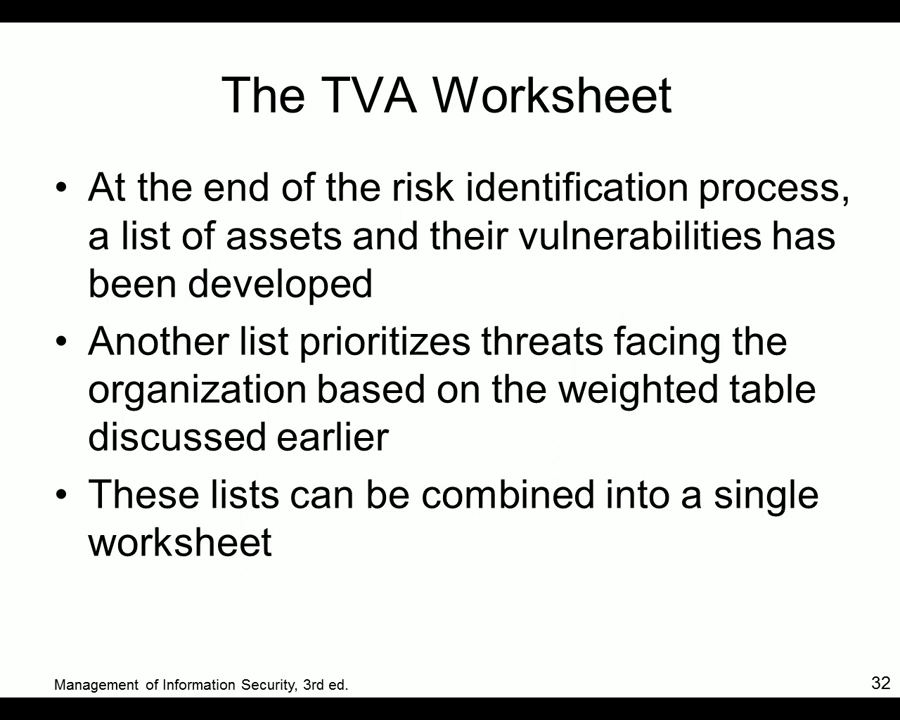 The TVA Worksheet
• At the end of the risk identification process,
a list of assets and their vulnerabilities has
been developed
• Another list prioritizes threats facing the
organization based on the weighted table
discussed earlier
• These lists can be combined into a single
worksheet
Management of Information Security, 3rd ed.
32